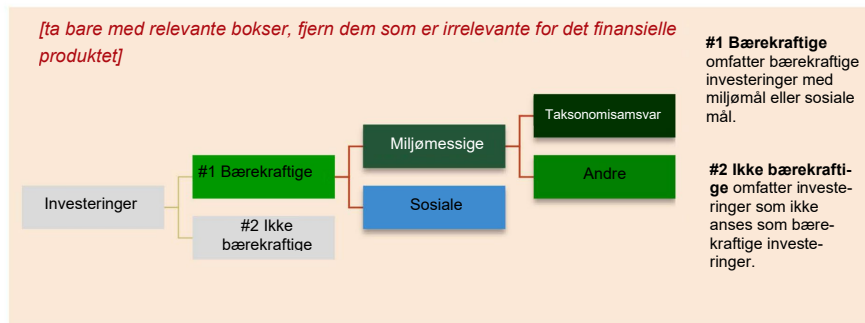 [ta bare med relevante bokser, fjern dem som er irrelevante for det finansielle
produktet]
Investeringer
#1 Bærekraftige
#2 Ikke
bærekraftige
Miljømessige
Sosiale
Taksonomisamsvar
Andre
#1 Bærekraftige
omfatter bærekraftige
investeringer med
miljømål eller sosiale
mål.
#2 Ikke bærekrafti-
ge omfatter investe-
ringer som ikke
anses som bære-
kraftige investe-
ringer.